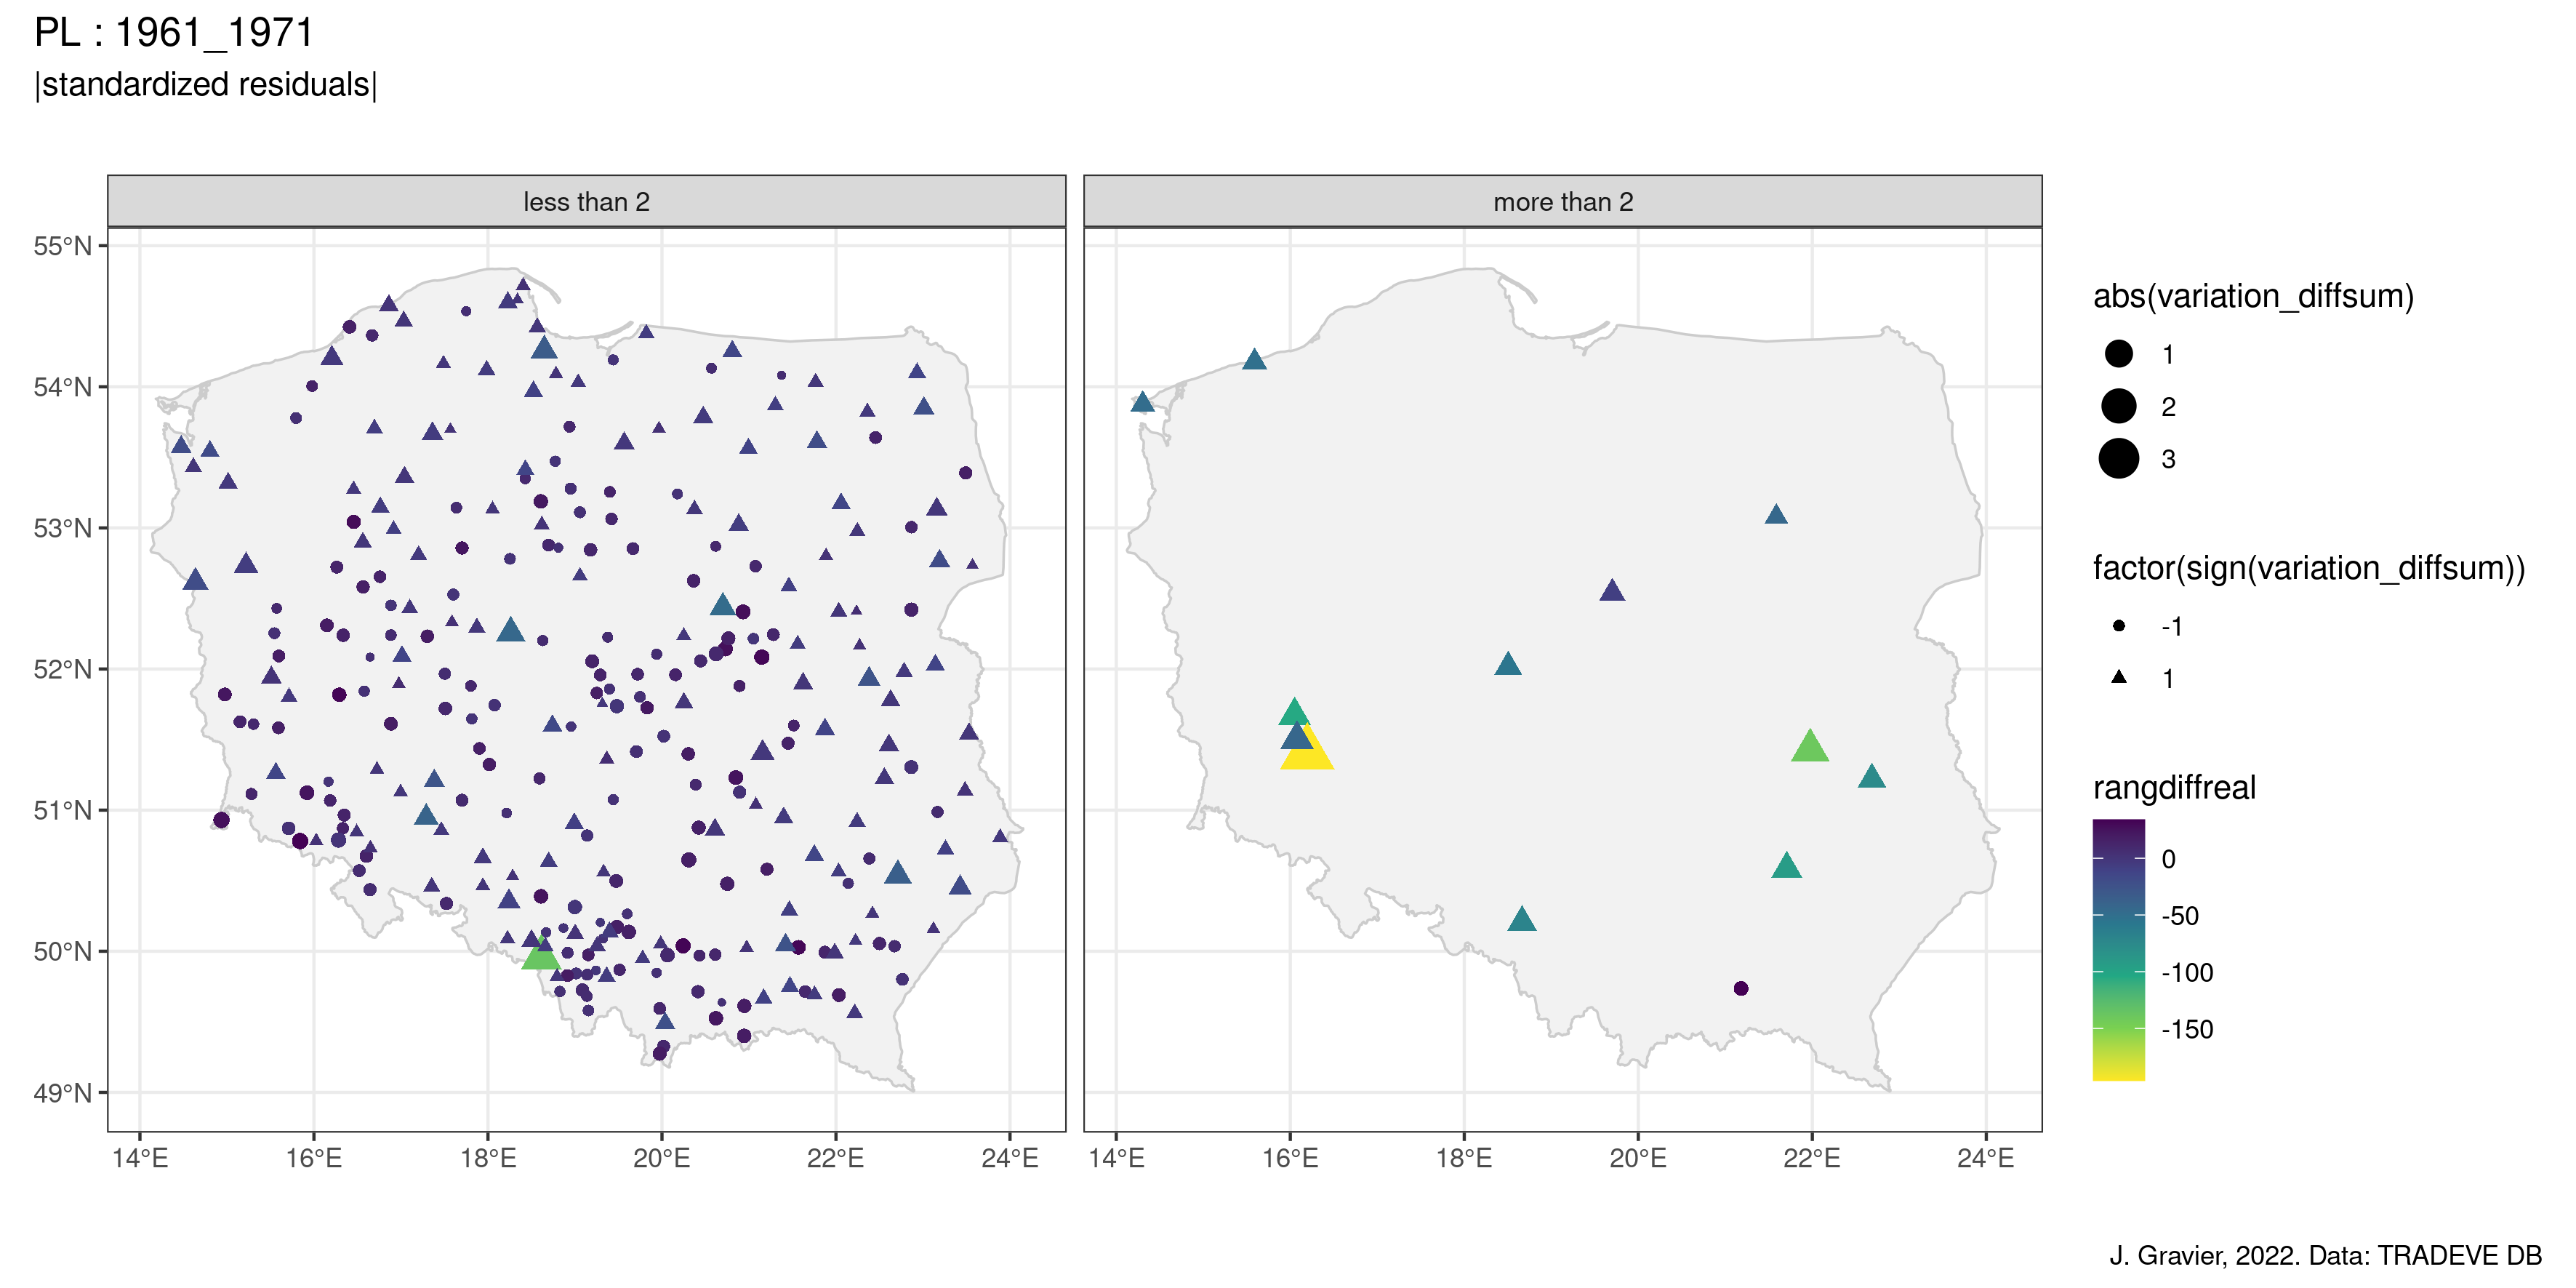 PL : 1961_1971
|standardized residuals|
less than 2
more than 2
55°N
54°N
53°N
52°N
51°N
50°N
49°N
14°E 16°E 18°E 20°E 22°E 24°E
14°E 16°E 18°E 20°E 22°E 24°E
abs(variation_diffsum)
1
2
3
factor(sign(variation_diffsum))
-1
1
rangdiffreal
0
-50
-100
-150
J. Gravier, 2022. Data: TRADEVE DB